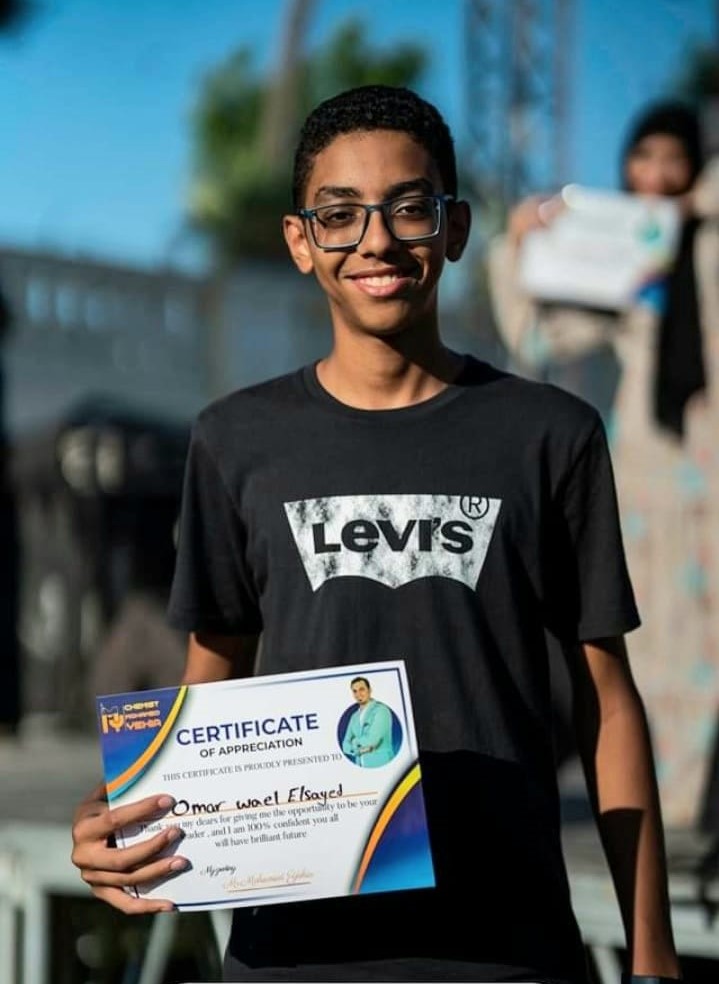 LEVI'S
®
CHEMIST
MOHAMED
YEHIA
CERTIFICATE
OF APPRECIATION
THIS CERTIFICATE IS PROUDLY PRESENTED TO
Omar wael Elsayed
Thank you my dears for giving me the opportunity to be your
leader , and I am 100% confident you all
will have brilliant future